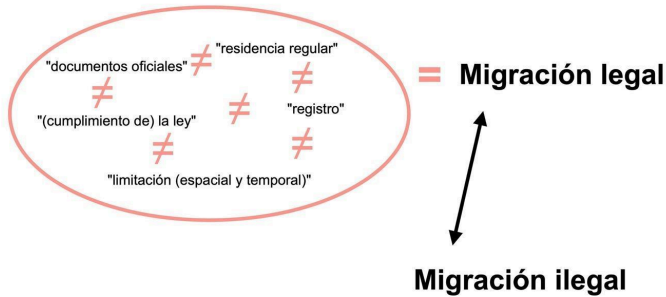 "residencia regular"
"documentos oficiales" ≠
≠ ≠
= Migración legal
"(cumplimiento de) la ley" ≠ "registro"
≠ ≠
"limitación (espacial y temporal)"
Migración ilegal